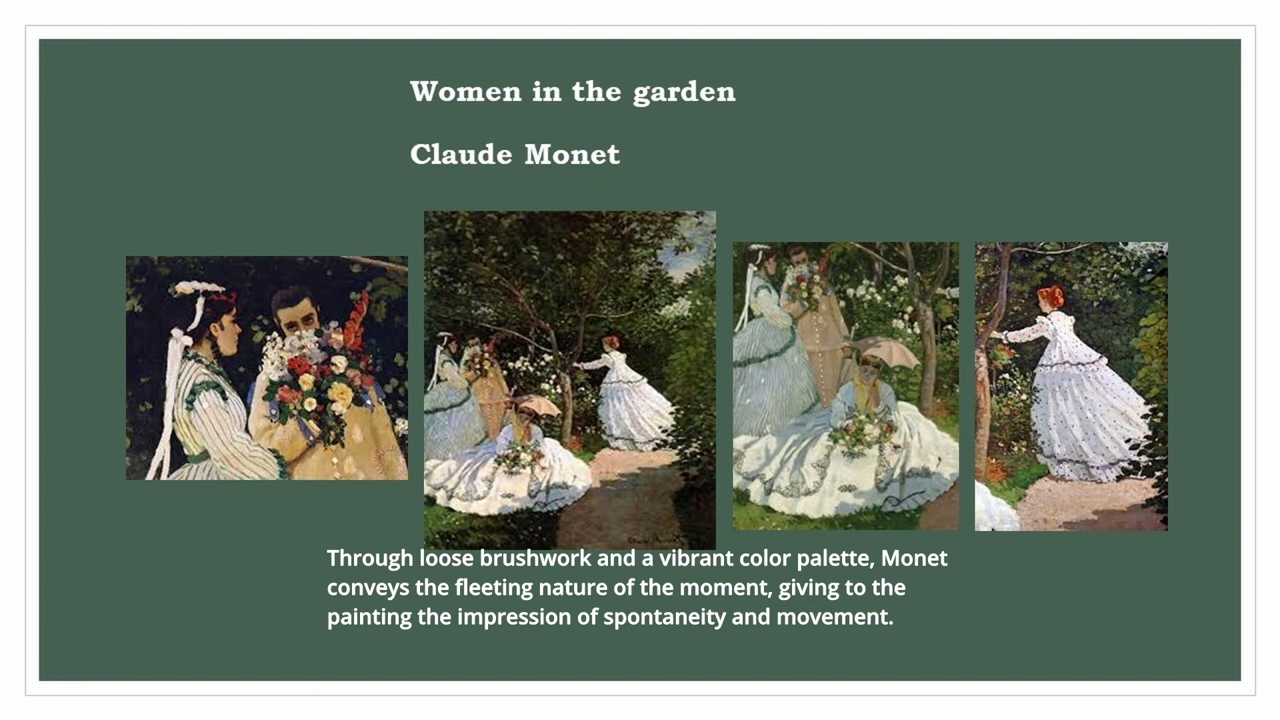 Women in the garden
Claude Monet
Through loose brushwork and a vibrant color palette, Monet
conveys the fleeting nature of the moment, giving to the
painting the impression of spontaneity and movement.